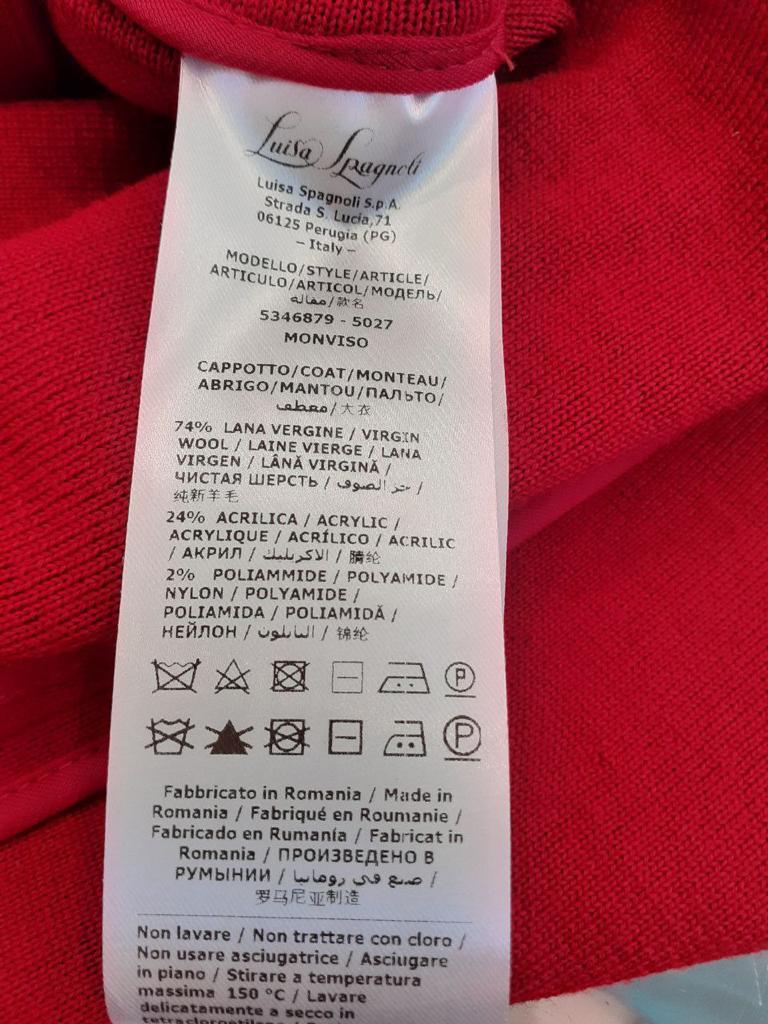 Luisa Spagnoli
Luisa Spagnoli S.p.A.
Strada S. Lucia,71
06125 Perugia (PG)
– Italy –
MODELLO/STYLE/ARTICLE/
ARTICULO/ARTICOL/МОДЕЛЬ/
مقاله/款名
5346879 - 5027
MONVISO
CAPPOTTO/COAT/MONTEAU/
ABRIGO/MANTOU/ПАЛЬТО/
معطف/大衣
74% LANA VERGINE / VIRGIN
WOOL / LAINE VIERGE / LANA
VIRGEN / LÂNĂ VIRGINĂ /
ЧИСТАЯ ШЕРСТЬ / الصوف /
纯新羊毛
24% ACRILICA / ACRYLIC /
ACRYLIQUE / ACRÍLICO / ACRILIC
/ АКРИЛ / الاكريليك / 腈纶
2% POLIAMMIDE / POLYAMIDE /
NYLON / POLYAMIDE /
POLIAMIDA / POLIAMIDĂ /
НЕЙЛОН / النايلون / 锦纶
P
P
Fabbricato in Romania / Made in
Romania / Fabriqué en Roumanie /
Fabricado en Rumanía / Fabricat in
Romania / ПРОИЗВЕДЕНО В
РУМЫНИИ / صنع في رومانيا /
罗马尼亚制造
Non lavare / Non trattare con cloro /
Non usare asciugatrice / Asciugare
in piano / Stirare a temperatura
massima 150 °C / Lavare
delicatamente a secco in
tetracloroetilene /